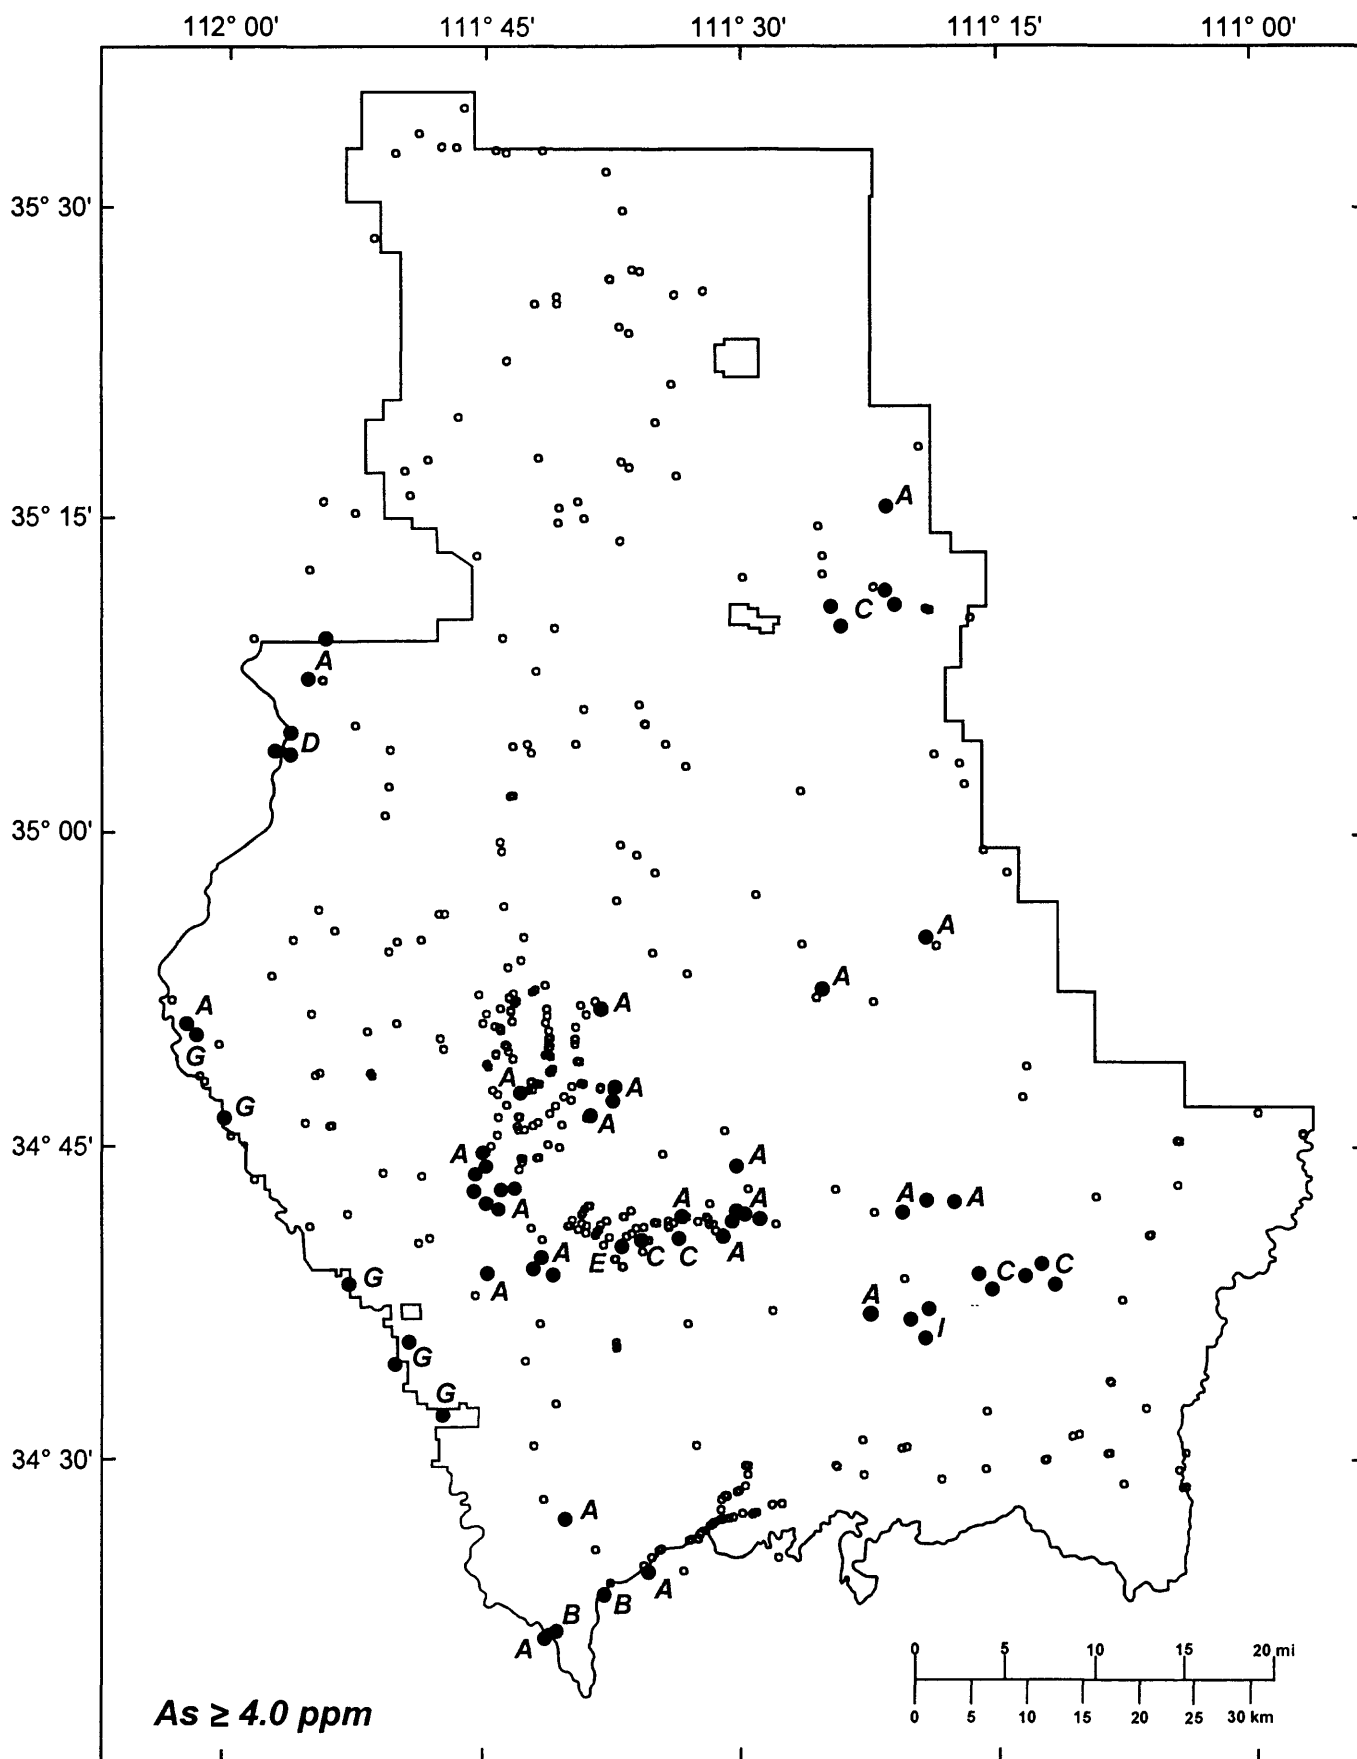 112° 00' 111° 45' 111° 30' 111° 15' 111° 00'
35° 30'
A
35° 15'
C
A
D
35° 00'
A
A
A
A
G
A
A
G
A
34° 45'
A
A
A
A
A
A
A
A
E
C
C
A
C
C
G
A
A
I
G
G
34° 30'
A
A
B
B
A
0 5 10 15 20 mi
0 5 10 15 20 25 30 km
As ≥ 4.0 ppm